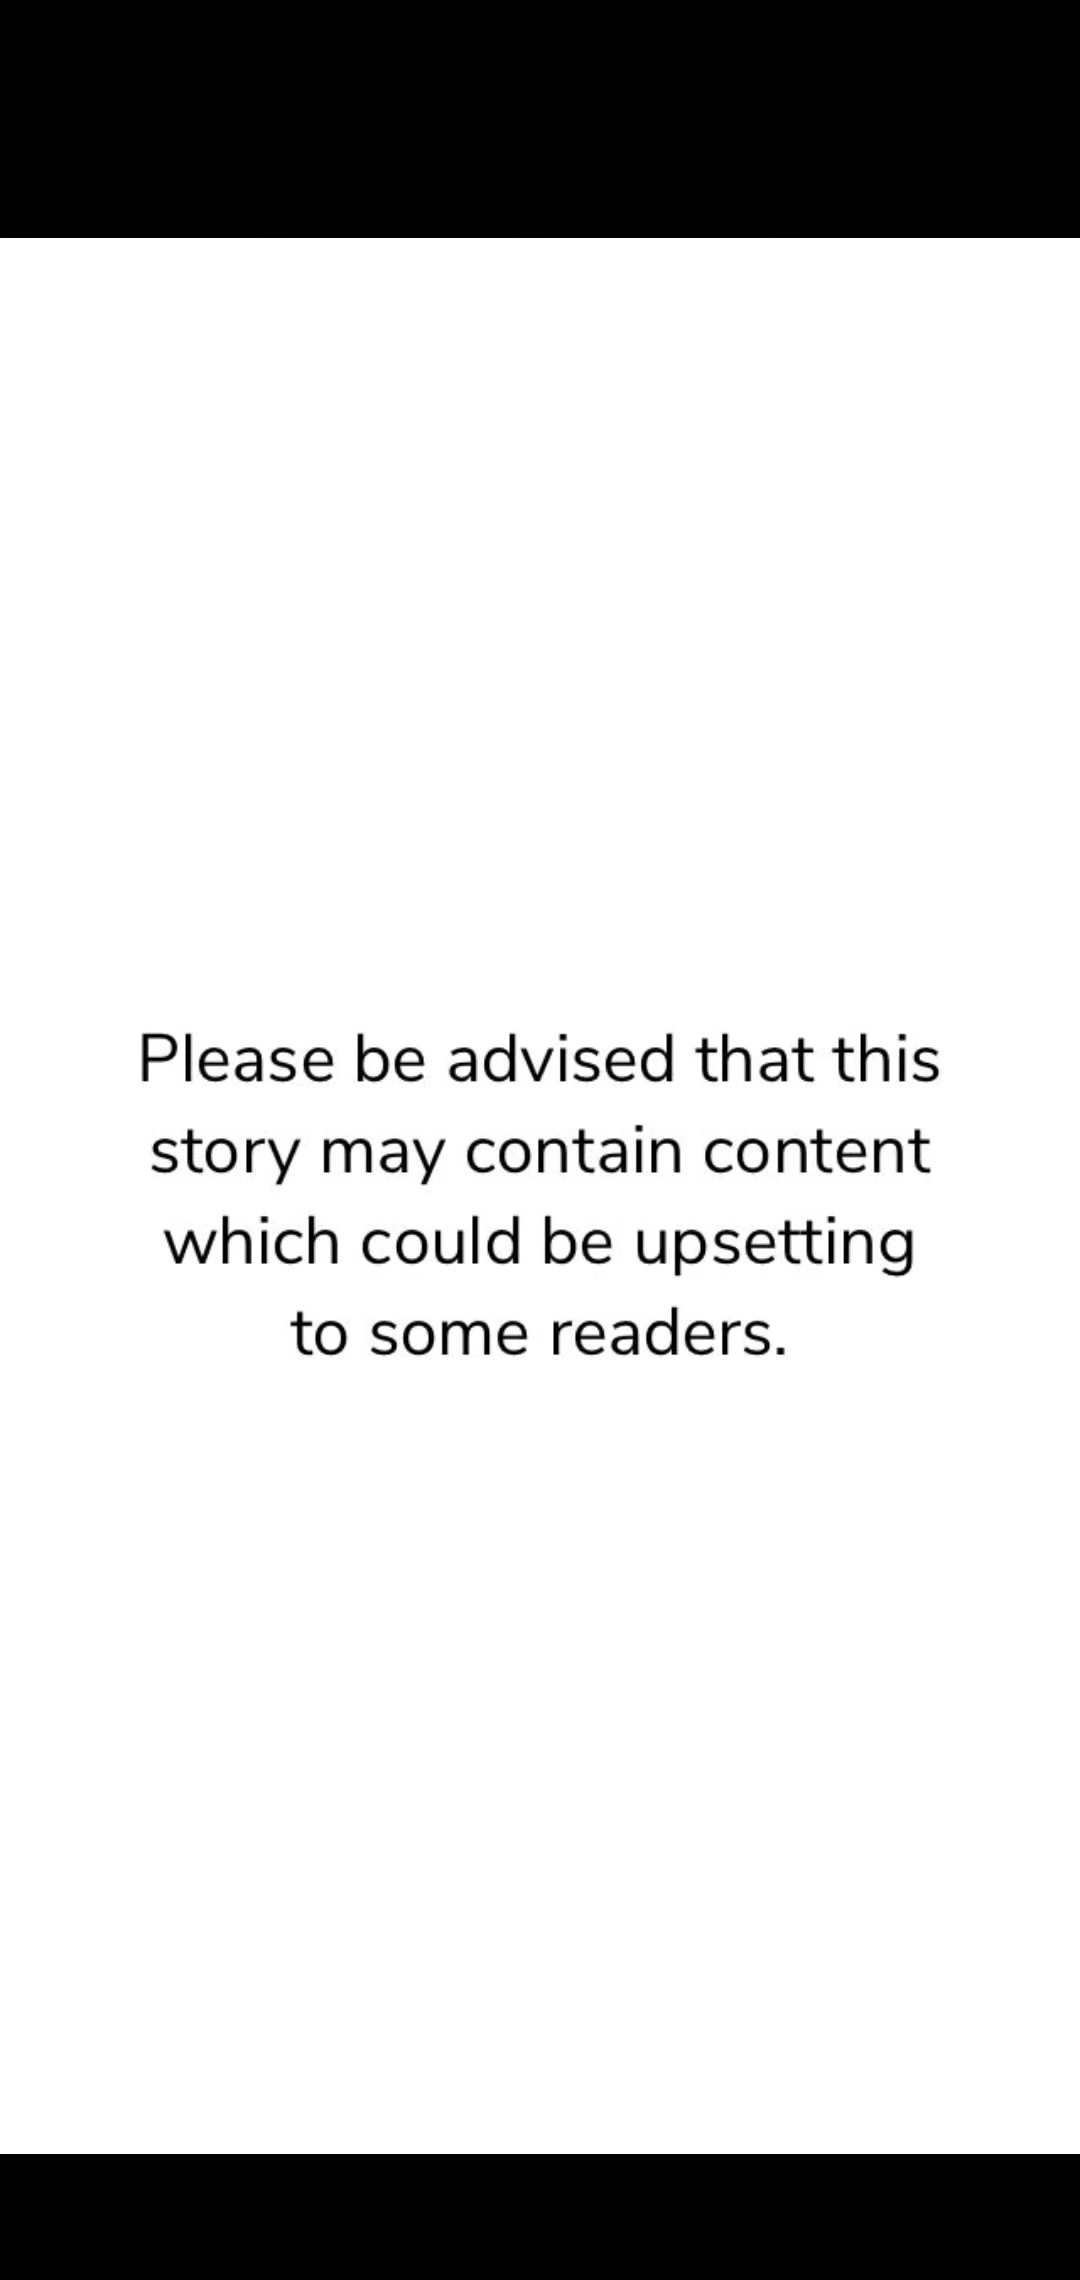 Please be advised that this
story may contain content
which could be upsetting
to some readers.